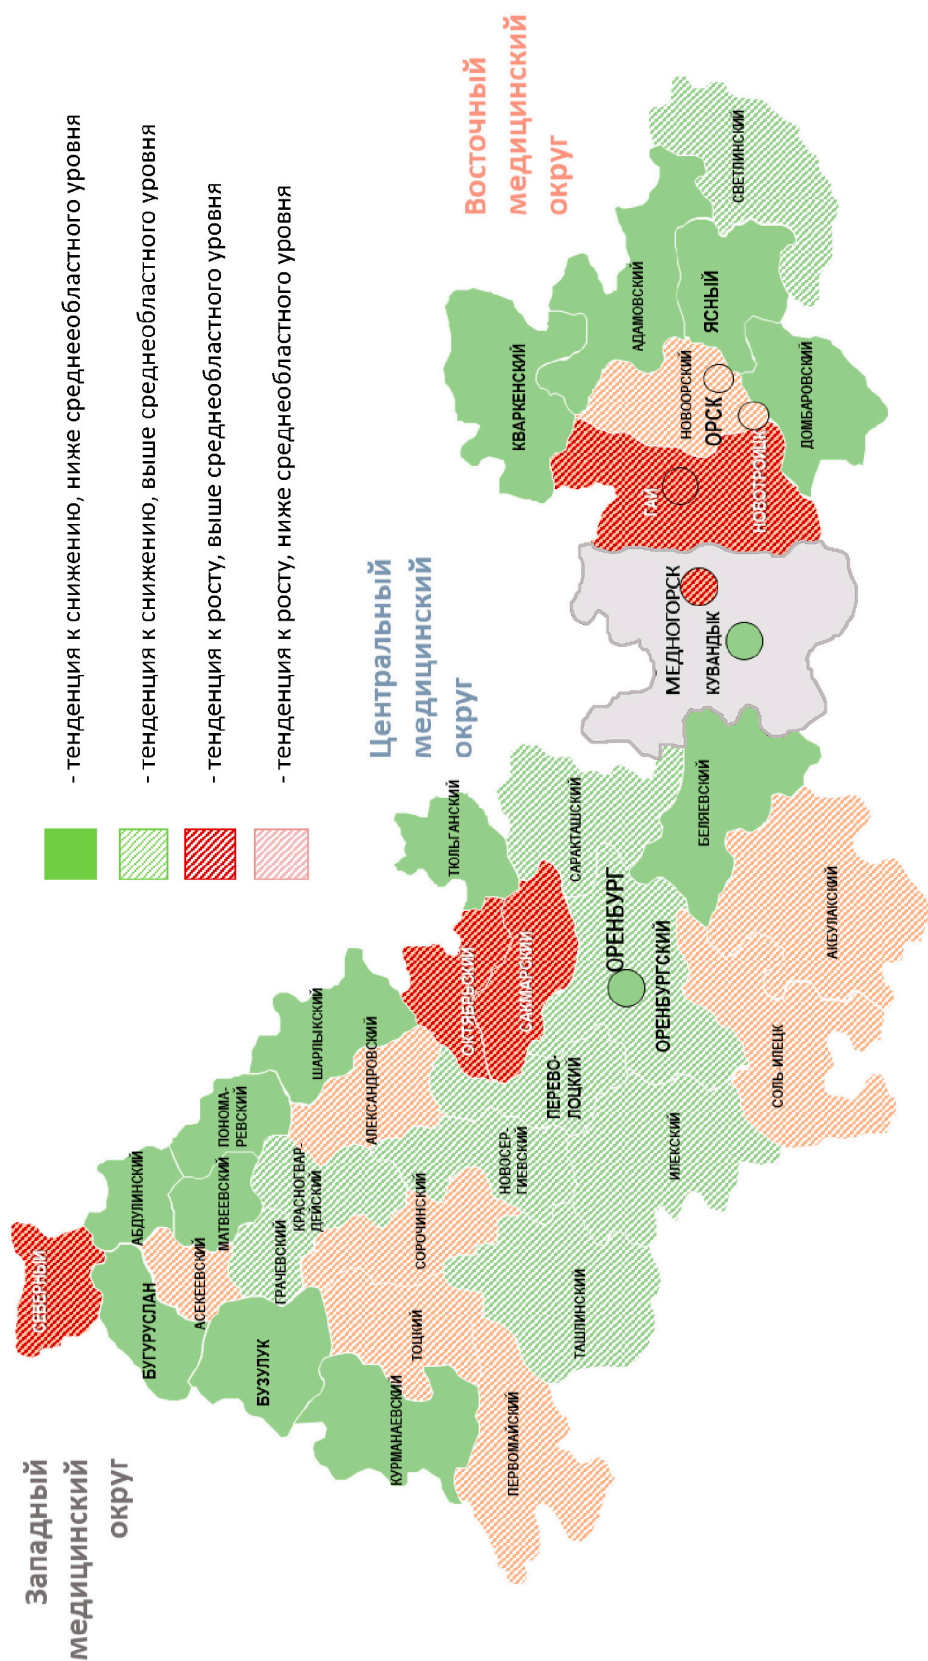 Западный
медицинский
округ
Центральный
медицинский
округ
Восточный
медицинский
округ
- тенденция к снижению, ниже среднееобластного уровня
- тенденция к снижению, выше среднеобластного уровня
- тенденция к росту, выше среднеобластного уровня
- тенденция к росту, ниже среднеобластного уровня
СЕВЕРНЫЙ
АБДУЛИНСКИЙ
БУГУРУСЛАН
АСЕКЕЕВСКИЙ
МАТВЕЕВСКИЙ
ПОНОМА-
РЕВСКИЙ
БУЗУЛУК
ГРАЧЕВСКИЙ
КРАСНОГВАР-
ДЕЙСКИЙ
ШАРЛЫКСКИЙ
АЛЕКСАНДРОВСКИЙ
КУРМАНАЕВСКИЙ
ТОЦКИЙ
СОРОЧИНСКИЙ
ПЕРВОМАЙСКИЙ
НОВОСЕР-
ГИЕВСКИЙ
ТАШЛИНСКИЙ
ПЕРЕВО-
ЛОЦКИЙ
ИЛЕКСКИЙ
ОКТЯБРЬСКИЙ
САКМАРСКИЙ
ТЮЛЬГАНСКИЙ
САРАКТАШСКИЙ
ОРЕНБУРГ
ОРЕНБУРГСКИЙ
БЕЛЯЕВСКИЙ
СОЛЬ-ИЛЕЦК
АКБУЛАКСКИЙ
МЕДНОГОРСК
КУВАНДЫК
ГАЙ
НОВОТРОИЦК
КВАРКЕНСКИЙ
АДАМОВСКИЙ
НОВООРСКИЙ
ОРСК
ЯСНЫЙ
СВЕТЛИНСКИЙ
ДОМБАРОВСКИЙ